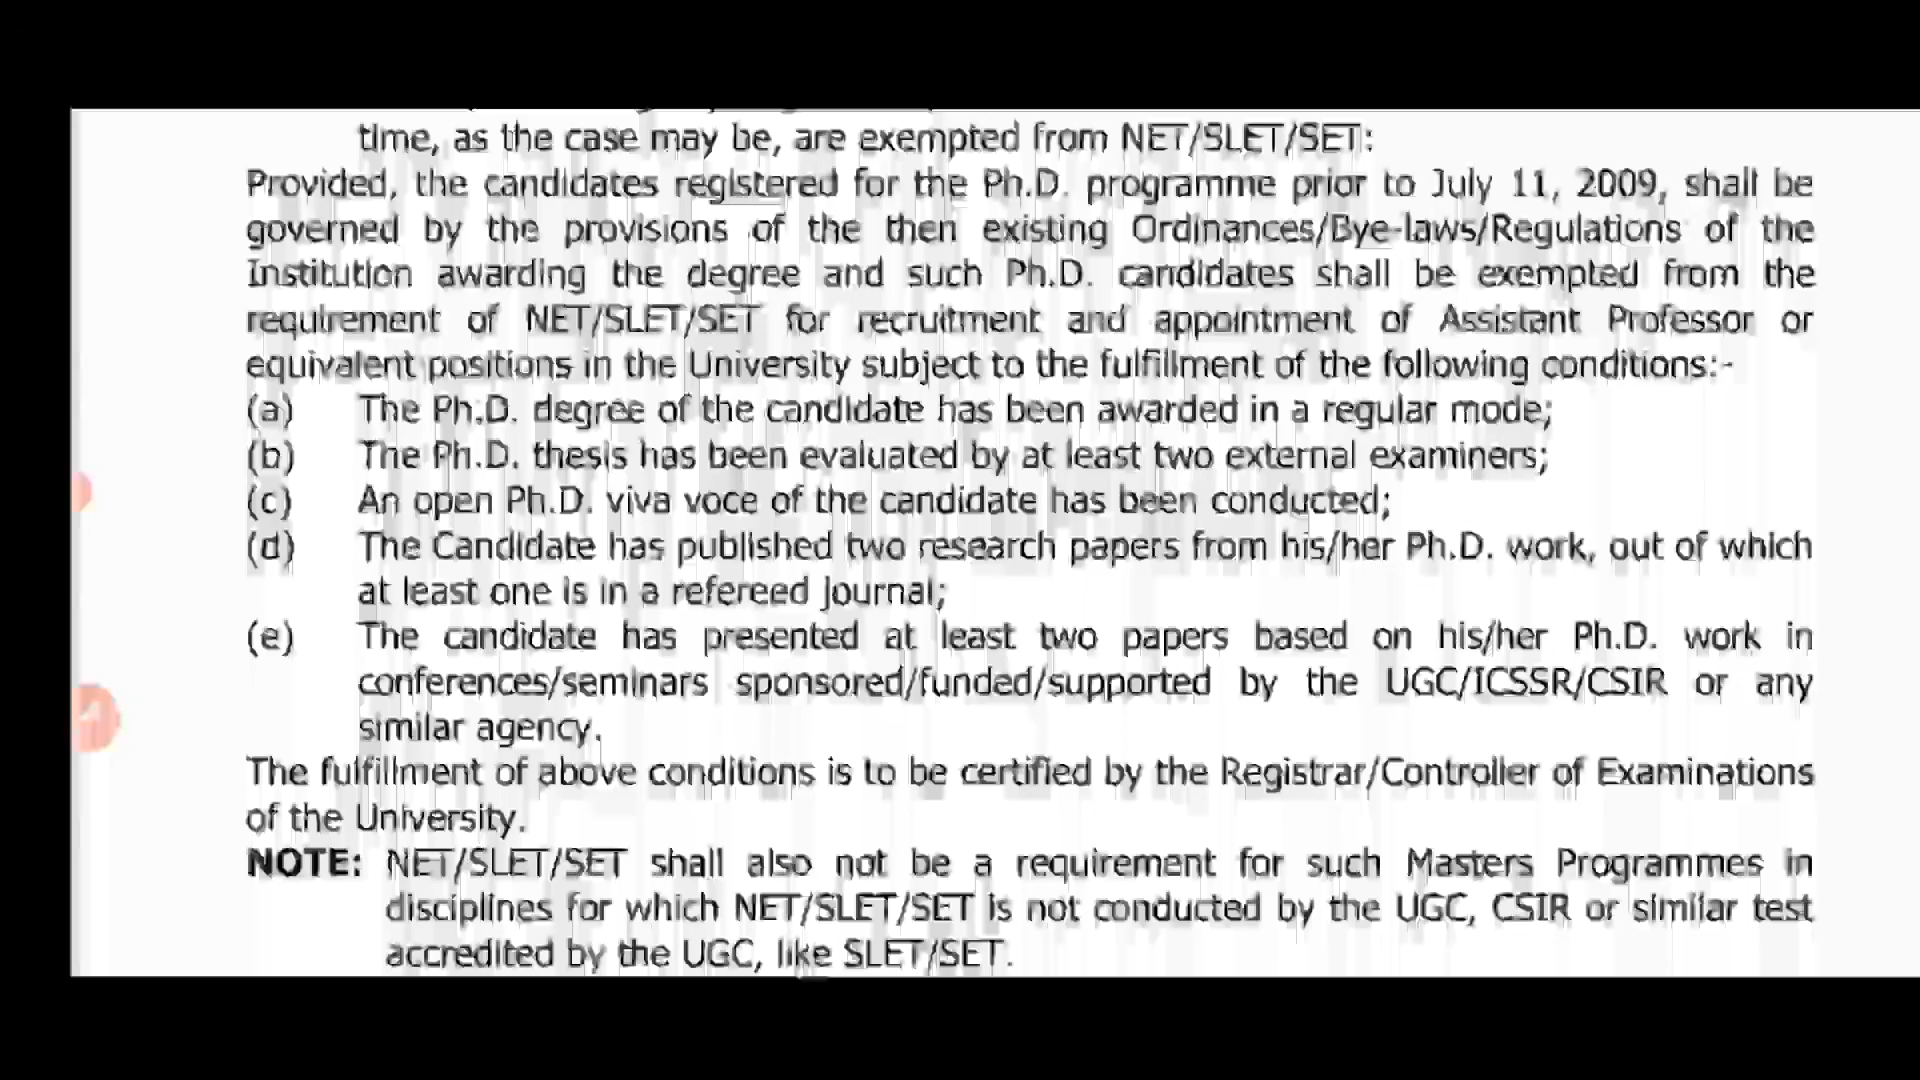 time, as the case may be, are exempted from NET/SLET/SET:
Provided, the candidates registered for the Ph.D. programme prior to July 11, 2009, shall be
governed by the provisions of the then existing Ordinances/Bye-laws/Regulations of the
Institution awarding the degree and such Ph.D. candidates shall be exempted from the
requirement of NET/SLET/SET for recruitment and appointment of Assistant Professor or
equivalent positions in the University subject to the fulfillment of the following conditions:-
(a) The Ph.D. degree of the candidate has been awarded in a regular mode;
(b) The Ph.D. thesis has been evaluated by at least two external examiners;
(c) An open Ph.D. viva voce of the candidate has been conducted;
(d) The Candidate has published two research papers from his/her Ph.D. work, out of which
at least one is in a refereed journal;
(e) The candidate has presented at least two papers based on his/her Ph.D. work in
conferences/seminars sponsored/funded/supported by the UGC/ICSSR/CSIR or any
similar agency.
The fulfillment of above conditions is to be certified by the Registrar/Controller of Examinations
of the University.
NOTE: NET/SLET/SET shall also not be a requirement for such Masters Programmes in
disciplines for which NET/SLET/SET is not conducted by the UGC, CSIR or similar test
accredited by the UGC, like SLET/SET.